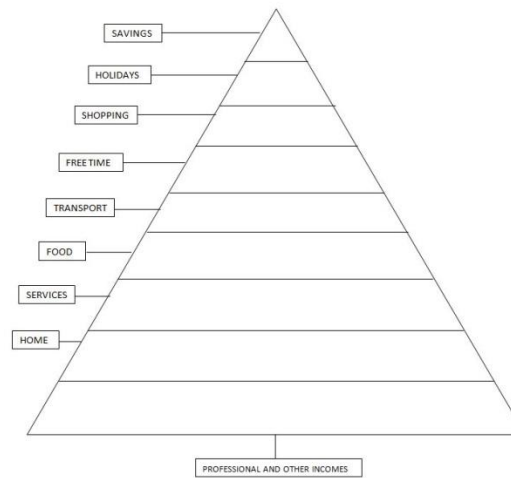 SAVINGS
HOLIDAYS
SHOPPING
FREE TIME
TRANSPORT
FOOD
SERVICES
HOME
PROFESSIONAL AND OTHER INCOMES